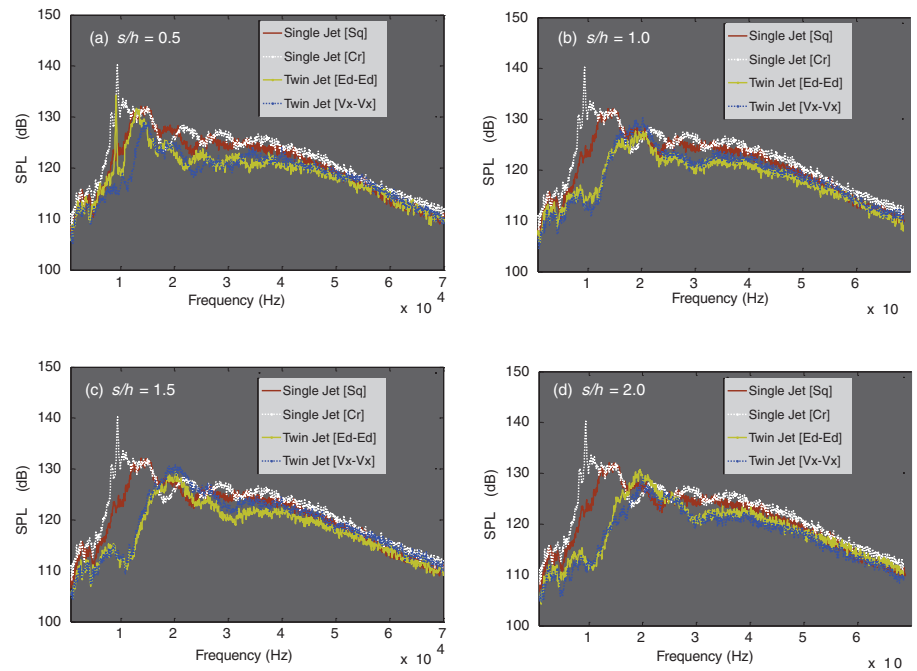 150
(a) s/h = 0.5
Single Jet [Sq]
Single Jet [Cr]
Twin Jet [Ed-Ed]
Twin Jet [Vx-Vx]
140
130
120
110
100
SPL (dB)
1 2 3 4 5 6 7
Frequency (Hz)
x 10 4
150
(b) s/h = 1.0
Single Jet [Sq]
Single Jet [Cr]
Twin Jet [Ed-Ed]
Twin Jet [Vx-Vx]
140
130
120
110
100
SPL (dB)
1 2 3 4 5 6
Frequency (Hz)
x 10
150
(c) s/h = 1.5
Single Jet [Sq]
Single Jet [Cr]
Twin Jet [Ed-Ed]
Twin Jet [Vx-Vx]
140
130
120
110
100
SPL (dB)
1 2 3 4 5 6 7
Frequency (Hz)
x 10 4
150
(d) s/h = 2.0
Single Jet [Sq]
Single Jet [Cr]
Twin Jet [Ed-Ed]
Twin Jet [Vx-Vx]
140
130
120
110
100
SPL (dB)
1 2 3 4 5 6
Frequency (Hz)
x 10